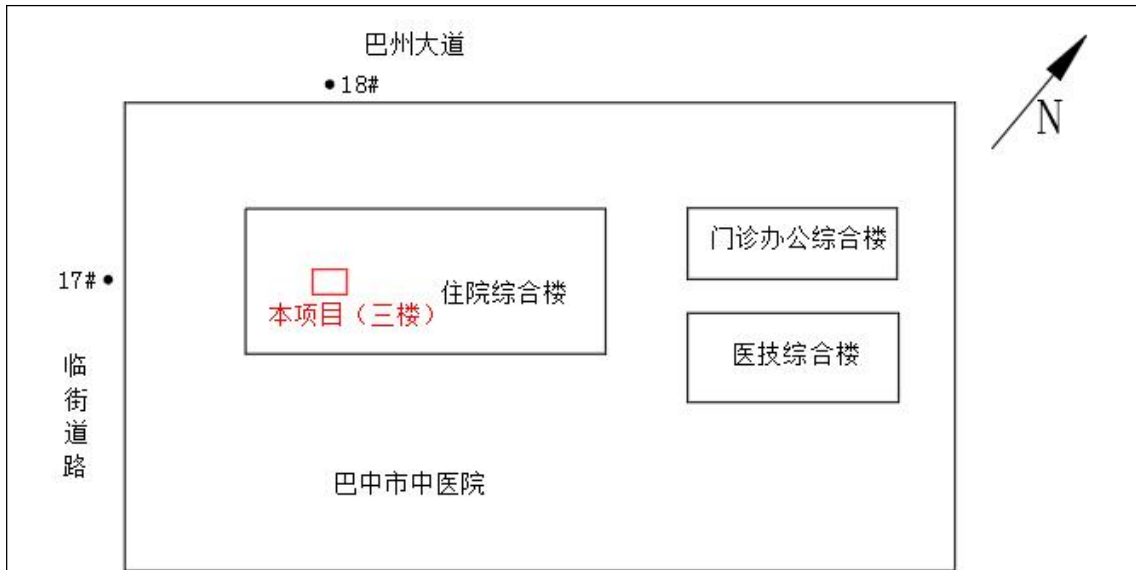 巴州大道
18#
N
门诊办公综合楼
17#
住院综合楼
本项目（三楼）
医技综合楼
临街道路
巴中市中医院